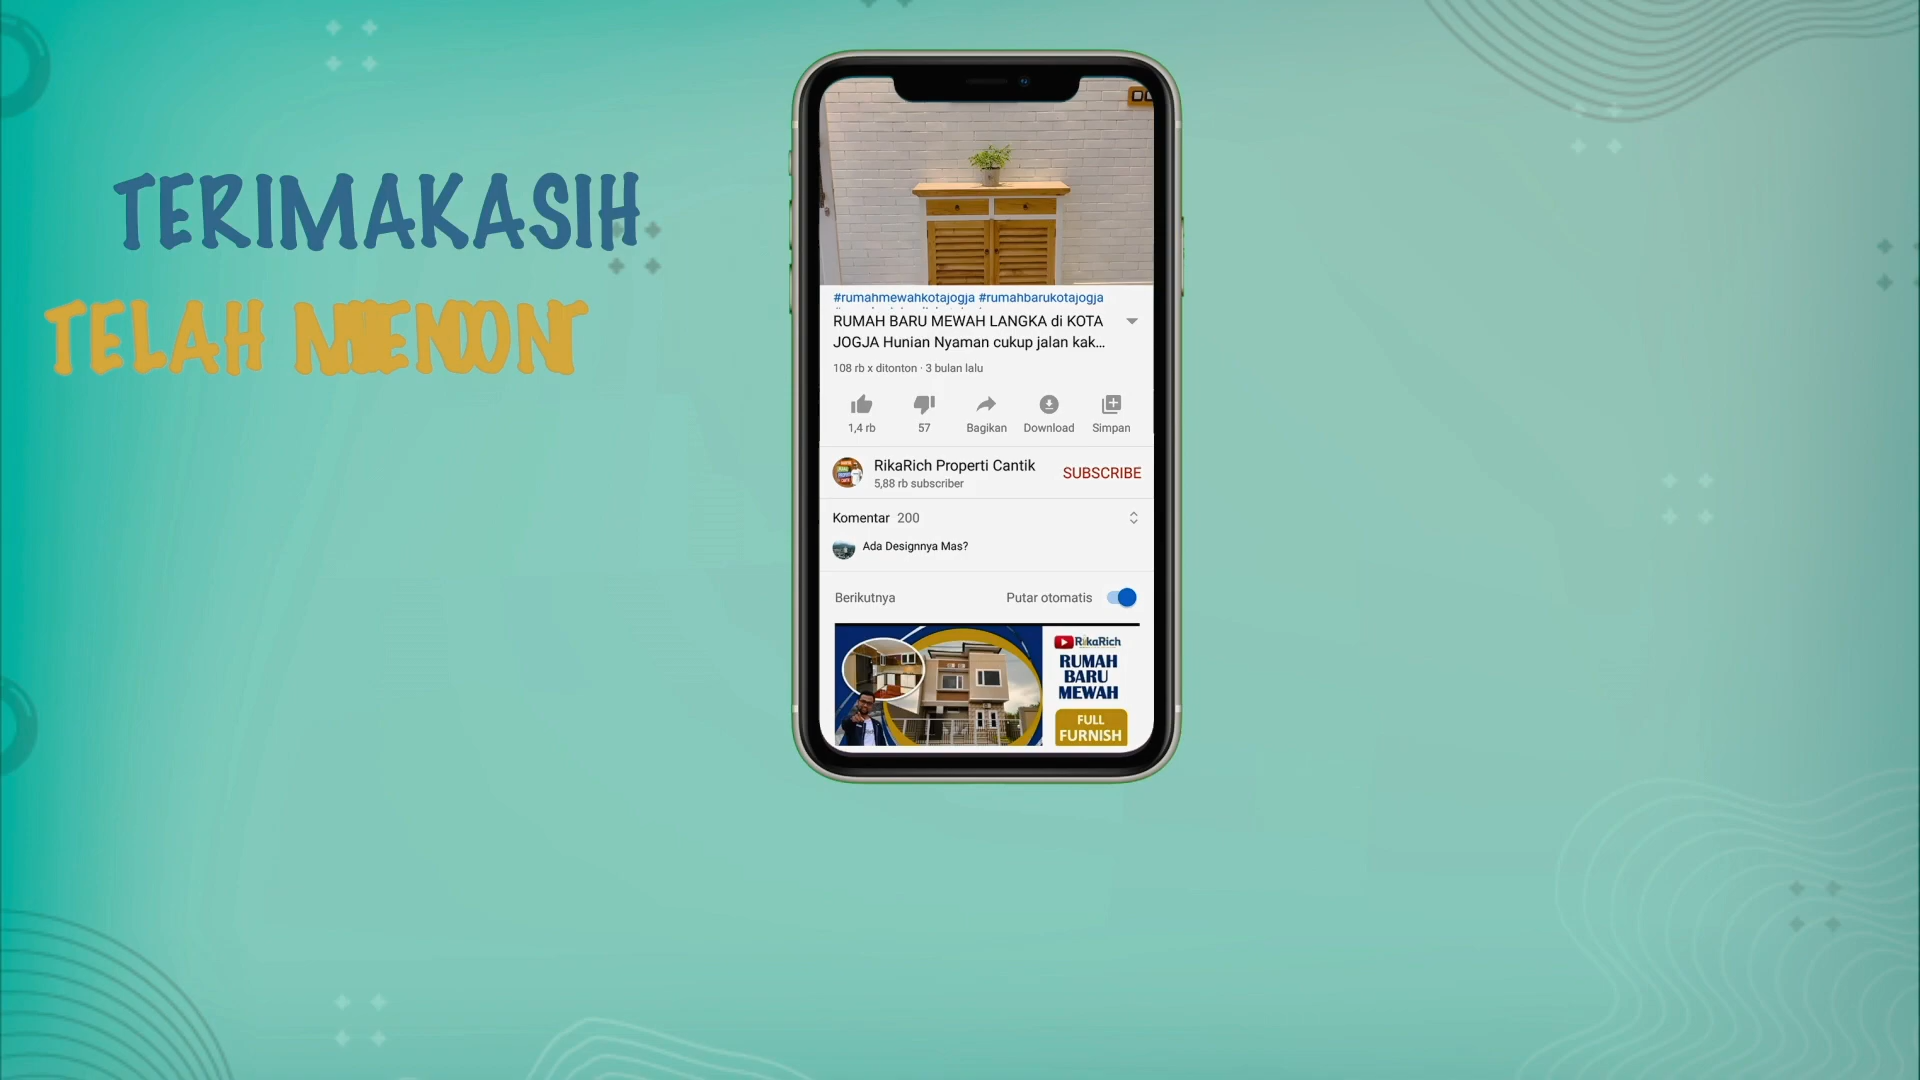 TERIMAKASIH
TELAH
#rumahmewahkotajogja #rumahbarukotajogja
RUMAH BARU MEWAH LANGKA di KOTA
JOGJA Hunian Nyaman cukup jalan kak...
108 rb x ditonton · 3 bulan lalu
1,4 rb
57
Bagikan
Download
Simpan
RikaRich Properti Cantik
SUBSCRIBE
5,88 rb subscriber
Komentar 200
Ada Designnya Mas?
Berikutnya
Putar otomatis
RikaRich
RUMAH
BARU
MEWAH
FULL
FURNISH